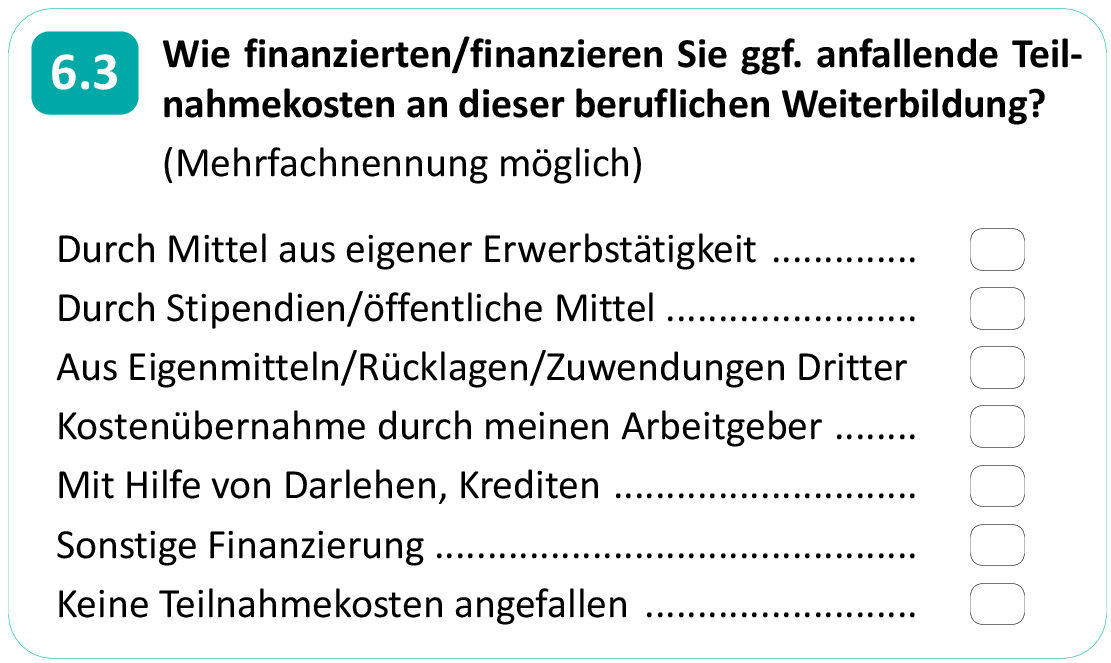 6.3
Wie finanzierten/finanzieren Sie ggf. anfallende Teil-
nahmekosten an dieser beruflichen Weiterbildung?
(Mehrfachnennung möglich)
Durch Mittel aus eigener Erwerbstätigkeit ..............
Durch Stipendien/öffentliche Mittel ........................
Aus Eigenmitteln/Rücklagen/Zuwendungen Dritter
Kostenübernahme durch meinen Arbeitgeber ........
Mit Hilfe von Darlehen, Krediten .............................
Sonstige Finanzierung ..............................................
Keine Teilnahmekosten angefallen ..........................